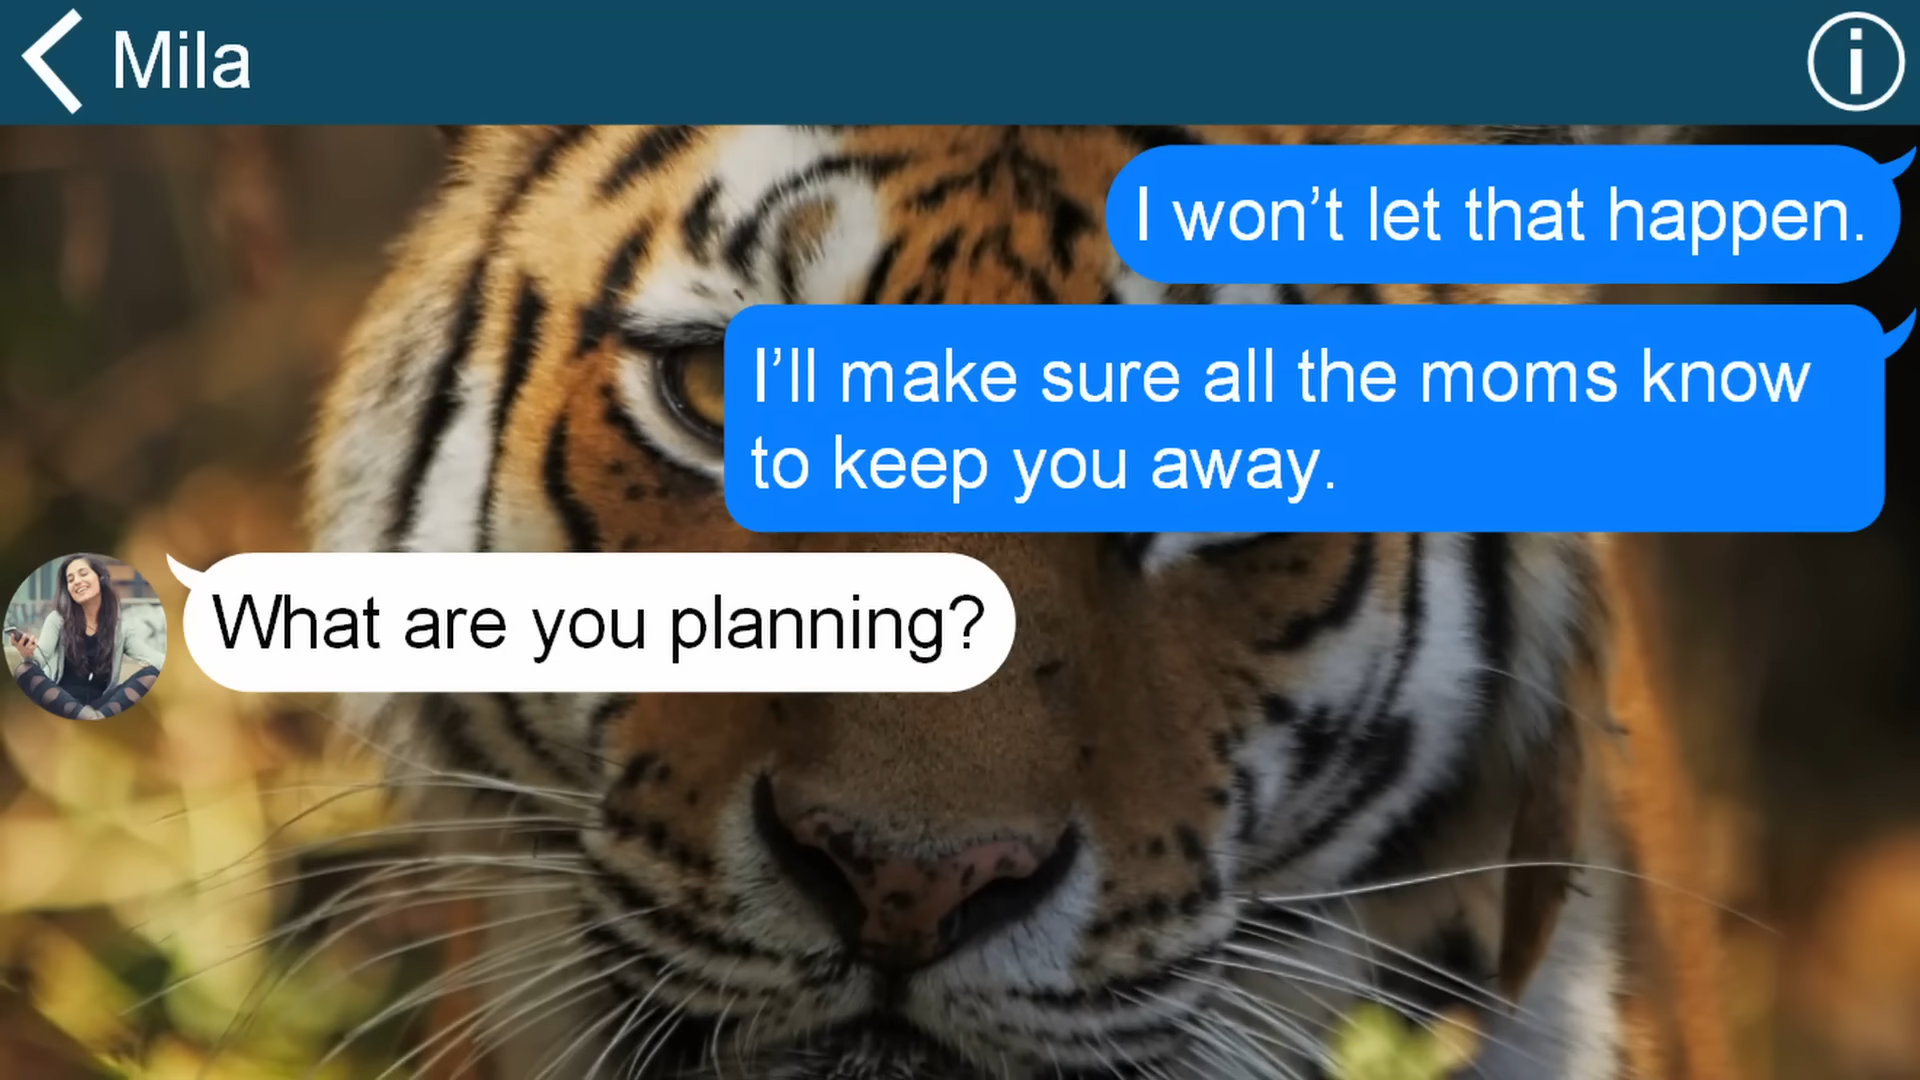 Mila
I won’t let that happen.
I’ll make sure all the moms know
to keep you away.
What are you planning?